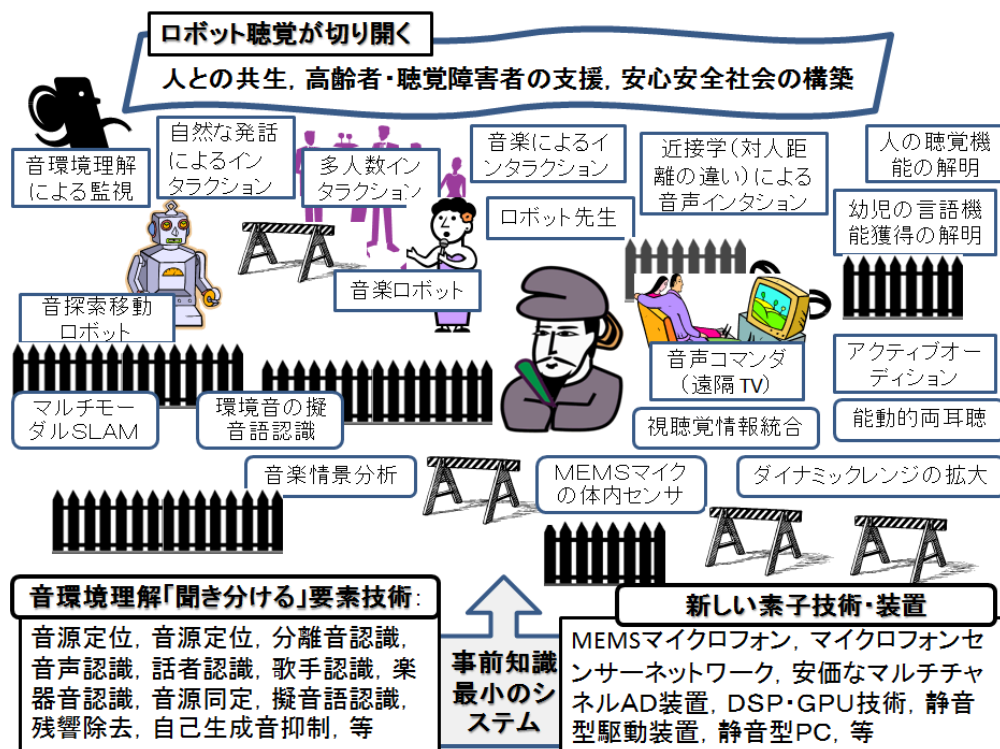 ロボット聴覚が切り開く
人との共生, 高齢者・聴覚障害者の支援, 安心安全社会の構築
音環境理解
による監視
自然な発話
によるイン
タラクション
多人数イン
タラクション
音楽によるイ
ンタラクション
近接学(対人距
離の違い)による
音声インタション
人の聴覚機
能の解明
ロボット先生
幼児の言語機
能獲得の解明
音楽ロボット
音探索移動
ロボット
音声コマンダ
(遠隔TV)
アクティブオー
ディション
マルチモー
ダルSLAM
環境音の擬
音語認識
視聴覚情報統合
能動的両耳聴
音楽情景分析
MEMSマイク
の体内センサ
ダイナミックレンジの拡大
音環境理解「聞き分ける」要素技術:
音源定位, 音源定位, 分離音認識,
音声認識, 話者認識, 歌手認識, 楽
器音認識, 音源同定, 擬音語認識,
残響除去, 自己生成音抑制, 等
事前知識
最小のシ
ステム
新しい素子技術・装置
MEMSマイクロフォン, マイクロフォンセ
ンサーネットワーク, 安価なマルチチャ
ネルAD装置, DSP・GPU技術, 静音
型駆動装置, 静音型PC, 等